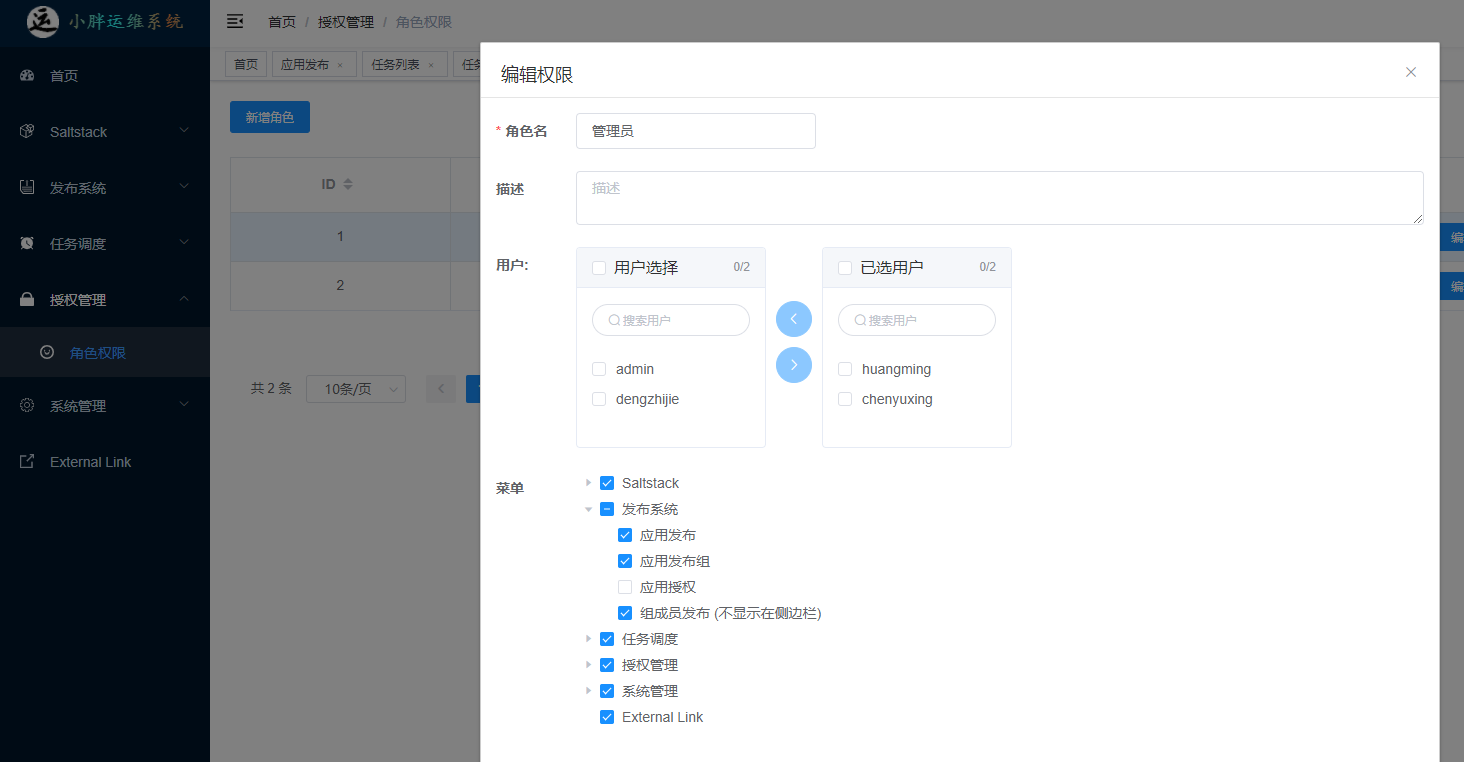 小胖运维系统
首页 / 授权管理 / 角色权限
首页
应用发布 ×
任务列表 ×
首页
Saltstack
发布系统
任务调度
授权管理
角色权限
系统管理
External Link
新增角色
ID
1
2
共 2 条
10条/页
编辑权限
* 角色名
管理员
描述
描述
用户:
用户选择 0/2
搜索用户
admin
dengzhijie
已选用户 0/2
搜索用户
huangming
chenyuxing
菜单
Saltstack
发布系统
应用发布
应用发布组
应用授权
组成员发布 (不显示在侧边栏)
任务调度
授权管理
系统管理
External Link